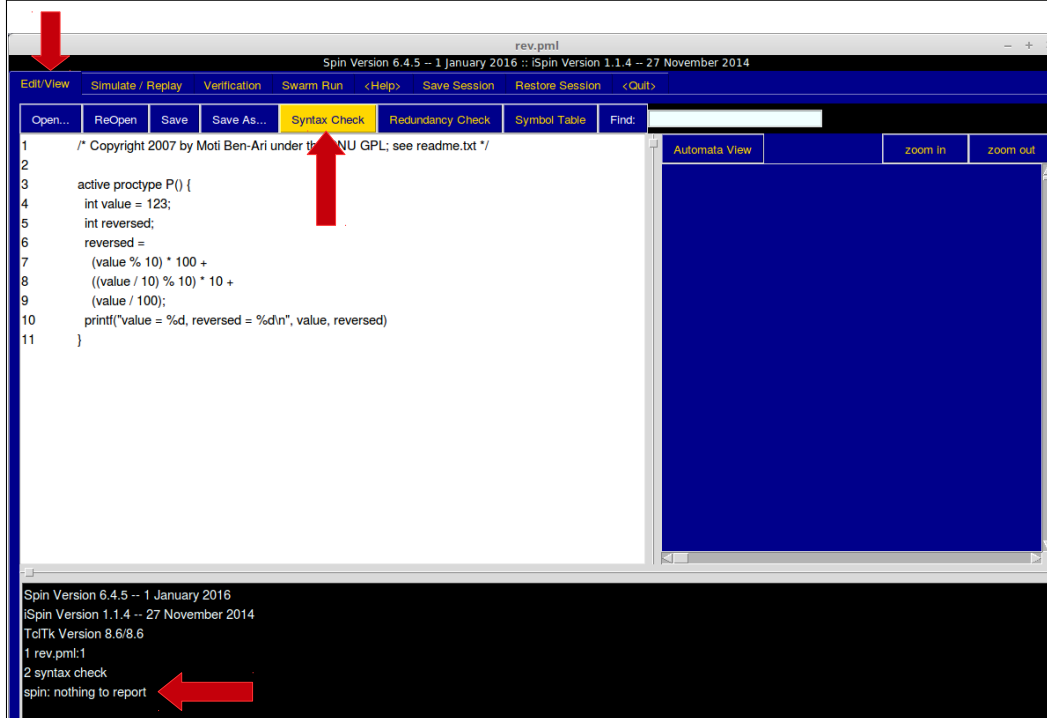 rev.pml
Spin Version 6.4.5 -- 1 January 2016 :: iSpin Version 1.1.4 -- 27 November 2014
Edit/View Simulate / Replay Verification Swarm Run <Help> Save Session Restore Session <Quit>
Open... ReOpen Save Save As... Syntax Check Redundancy Check Symbol Table Find:
Automata View zoom in zoom out
1 /* Copyright 2007 by Moti Ben-Ari under the GNU GPL; see readme.txt */
2
3 active proctype P() {
4 int value = 123;
5 int reversed;
6 reversed =
7 (value % 10) * 100 +
8 ((value / 10) % 10) * 10 +
9 (value / 100);
10 printf("value = %d, reversed = %d\n", value, reversed)
11 }
Spin Version 6.4.5 -- 1 January 2016
iSpin Version 1.1.4 -- 27 November 2014
TclTk Version 8.6/8.6
1 rev.pml:1
2 syntax check
spin: nothing to report